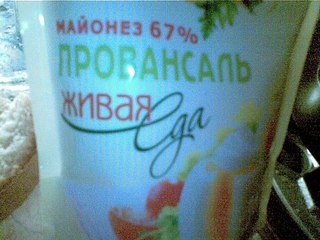 МАЙОНЕЗ 67%
ПРОВАНСАЛЬ
живая
Еда